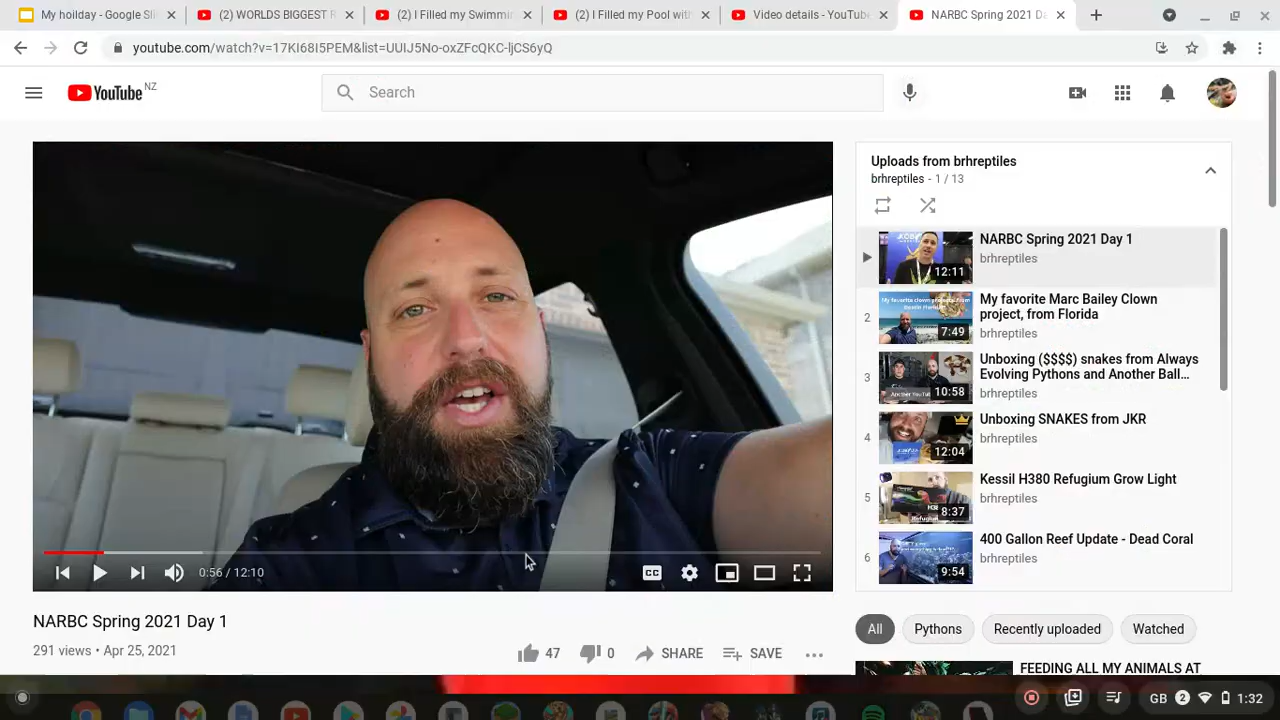 My hoilday - Google Sli
(2) WORLDS BIGGEST R
(2) I Filled my Swimmi
(2) I Filled my Pool with
Video details - YouTube
NARBC Spring 2021 Da
youtube.com/watch?v=17KI68I5PEM&list=UUIJ5No-oxZFcQKC-ljCS6yQ
YouTube NZ
Search
Uploads from brhreptiles
brhreptiles - 1 / 13
NARBC Spring 2021 Day 1
brhreptiles
12:11
2
My favorite Marc Bailey Clown
project, from Florida
brhreptiles
7:49
3
Unboxing ($$$$) snakes from Always
Evolving Pythons and Another Ball...
brhreptiles
10:58
4
Unboxing SNAKES from JKR
brhreptiles
12:04
5
Kessil H380 Refugium Grow Light
brhreptiles
8:37
6
400 Gallon Reef Update - Dead Coral
brhreptiles
9:54
0:56 / 12:10
NARBC Spring 2021 Day 1
291 views • Apr 25, 2021
47
0
SHARE
SAVE
All
Pythons
Recently uploaded
Watched
FEEDING ALL MY ANIMALS AT
GB
2
1:32